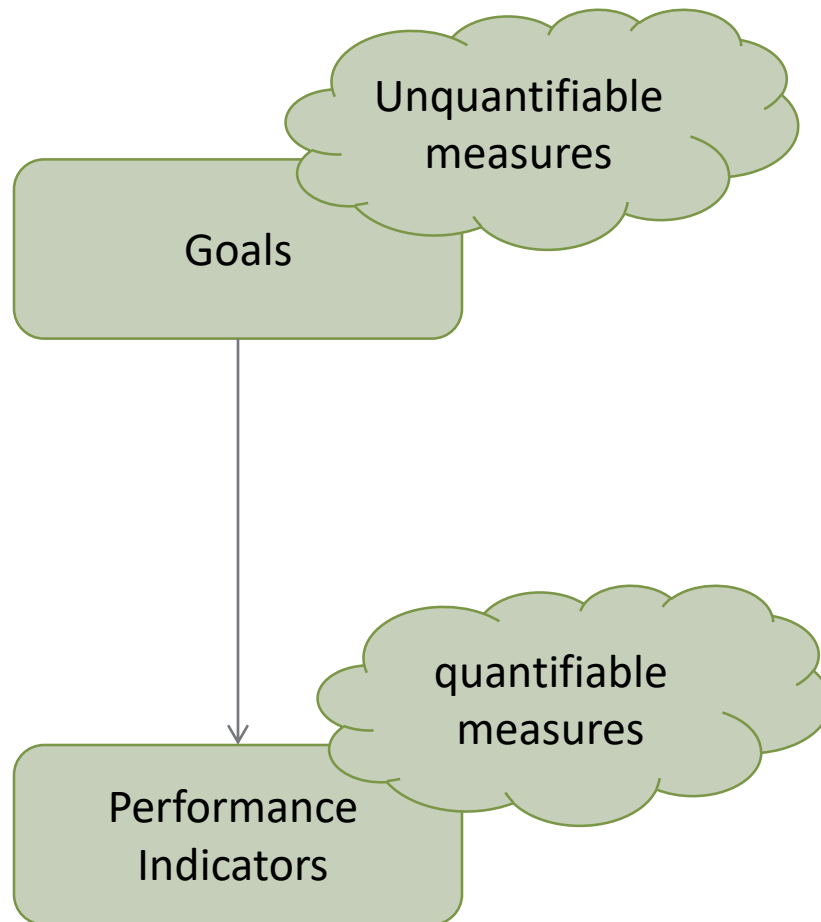 Unquantifiable
measures
Goals
quantifiable
measures
Performance
Indicators